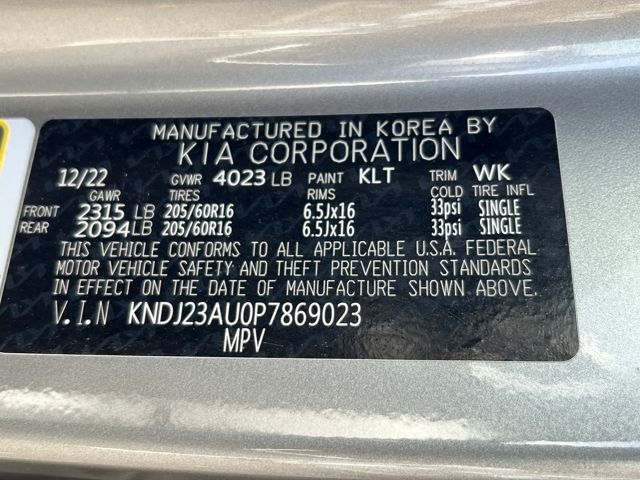 MANUFACTURED IN KOREA BY
KIA CORPORATION
12/22 GVWR 4023 LB PAINT KLT TRIM WK
GAWR TIRES RIMS COLD TIRE INFL
FRONT 2315 LB 205/60R16 6.5Jx16 33psi SINGLE
REAR 2094 LB 205/60R16 6.5Jx16 33psi SINGLE
THIS VEHICLE CONFORMS TO ALL APPLICABLE U.S.A. FEDERAL
MOTOR VEHICLE SAFETY AND THEFT PREVENTION STANDARDS
IN EFFECT ON THE DATE OF MANUFACTURE SHOWN ABOVE.
V.I.N KNDJ23AU0P7869023
MPV